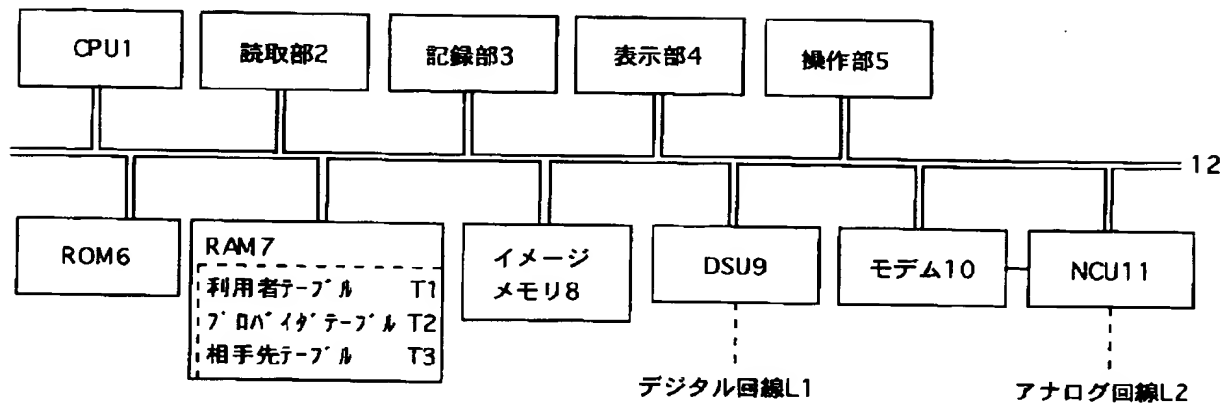 CPU1
読取部2
記録部3
表示部4
操作部5
12
ROM6
RAM7
利用者テーブル T1
プロバイダテーブル T2
相手先テーブル T3
イメージ
メモリ8
DSU9
モデム10
NCU11
デジタル回線L1
アナログ回線L2